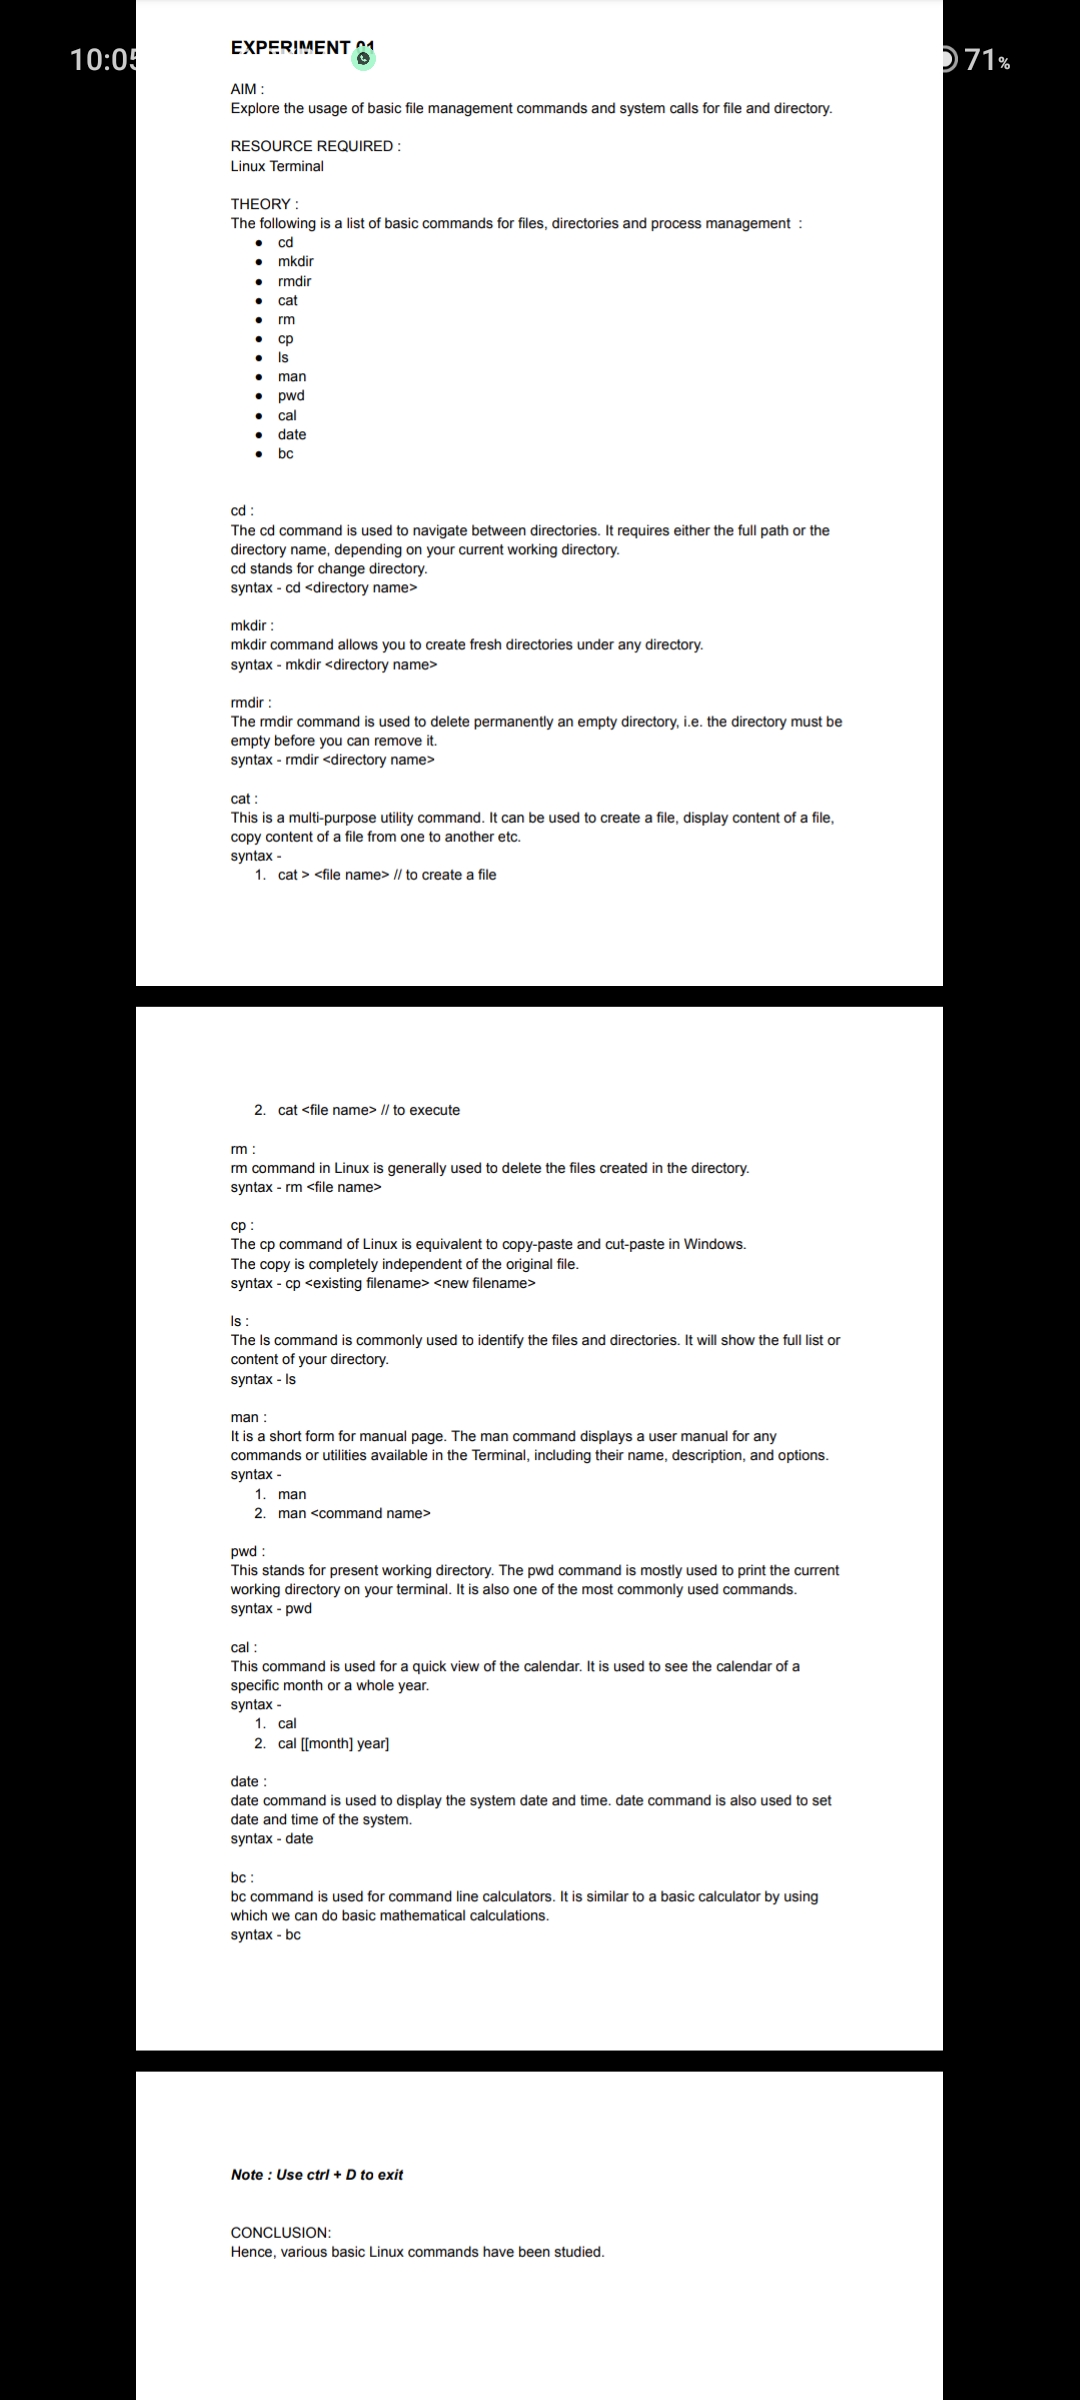 10:05
71%
EXPERIMENT 01
AIM :
Explore the usage of basic file management commands and system calls for file and directory.
RESOURCE REQUIRED :
Linux Terminal
THEORY :
The following is a list of basic commands for files, directories and process management :
● cd
● mkdir
● rmdir
● cat
● rm
● cp
● ls
● man
● pwd
● cal
● date
● bc
cd :
The cd command is used to navigate between directories. It requires either the full path or the
directory name, depending on your current working directory.
cd stands for change directory.
syntax - cd <directory name>
mkdir :
mkdir command allows you to create fresh directories under any directory.
syntax - mkdir <directory name>
rmdir :
The rmdir command is used to delete permanently an empty directory, i.e. the directory must be
empty before you can remove it.
syntax - rmdir <directory name>
cat :
This is a multi-purpose utility command. It can be used to create a file, display content of a file,
copy content of a file from one to another etc.
syntax -
1. cat > <file name> // to create a file
2. cat <file name> // to execute
rm :
rm command in Linux is generally used to delete the files created in the directory.
syntax - rm <file name>
cp :
The cp command of Linux is equivalent to copy-paste and cut-paste in Windows.
The copy is completely independent of the original file.
syntax - cp <existing filename> <new filename>
ls :
The ls command is commonly used to identify the files and directories. It will show the full list or
content of your directory.
syntax - ls
man :
It is a short form for manual page. The man command displays a user manual for any
commands or utilities available in the Terminal, including their name, description, and options.
syntax -
1. man
2. man <command name>
pwd :
This stands for present working directory. The pwd command is mostly used to print the current
working directory on your terminal. It is also one of the most commonly used commands.
syntax - pwd
cal :
This command is used for a quick view of the calendar. It is used to see the calendar of a
specific month or a whole year.
syntax -
1. cal
2. cal [[month] year]
date :
date command is used to display the system date and time. date command is also used to set
date and time of the system.
syntax - date
bc :
bc command is used for command line calculators. It is similar to a basic calculator by using
which we can do basic mathematical calculations.
syntax - bc
Note : Use ctrl + D to exit
CONCLUSION:
Hence, various basic Linux commands have been studied.